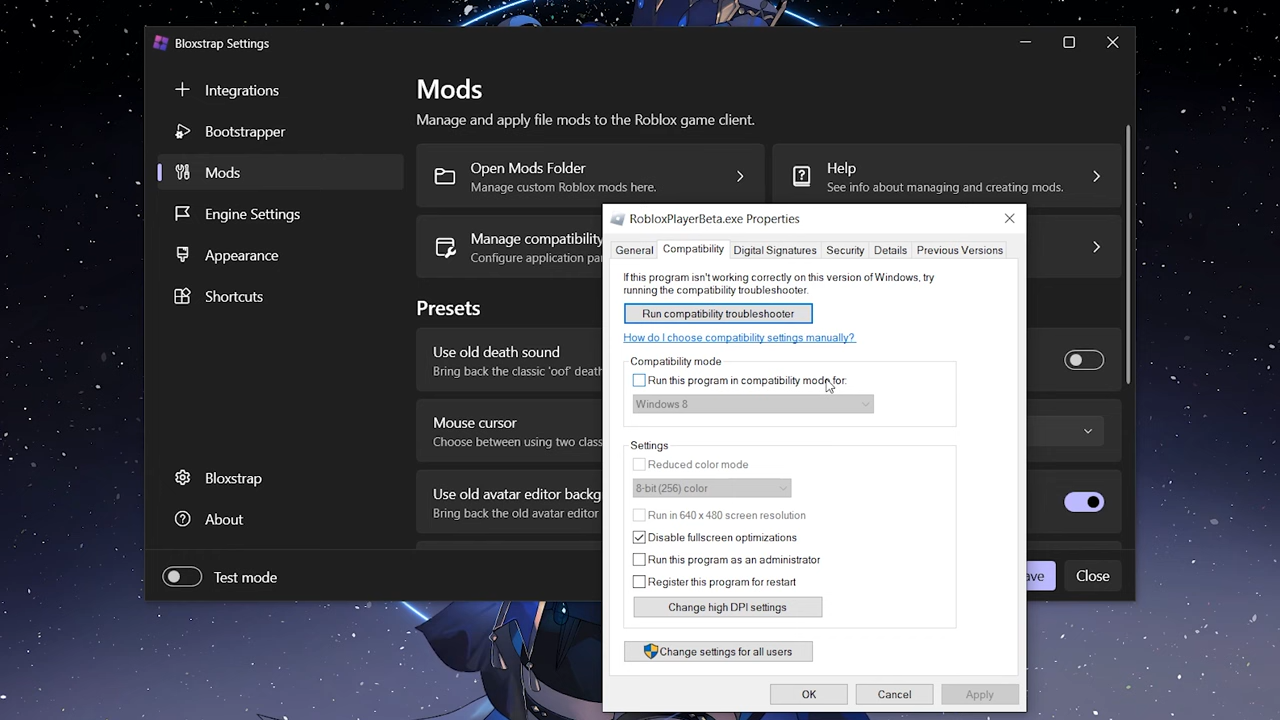 Bloxstrap Settings
Integrations
Bootstrapper
Mods
Engine Settings
Appearance
Shortcuts
Bloxstrap
About
Test mode
Mods
Manage and apply file mods to the Roblox game client.
Open Mods Folder
Manage custom Roblox mods here.
Help
See info about managing and creating mods.
Manage compatibility
Configure application par
Presets
Use old death sound
Bring back the classic 'oof' death
Mouse cursor
Choose between using two class
Use old avatar editor backg
Bring back the old avatar editor
ave
Close
RobloxPlayerBeta.exe Properties
General
Compatibility
Digital Signatures
Security
Details
Previous Versions
If this program isn't working correctly on this version of Windows, try
running the compatibility troubleshooter.
Run compatibility troubleshooter
How do I choose compatibility settings manually?
Compatibility mode
Run this program in compatibility mode for:
Windows 8
Settings
Reduced color mode
8-bit (256) color
Run in 640 x 480 screen resolution
Disable fullscreen optimizations
Run this program as an administrator
Register this program for restart
Change high DPI settings
Change settings for all users
OK
Cancel
Apply